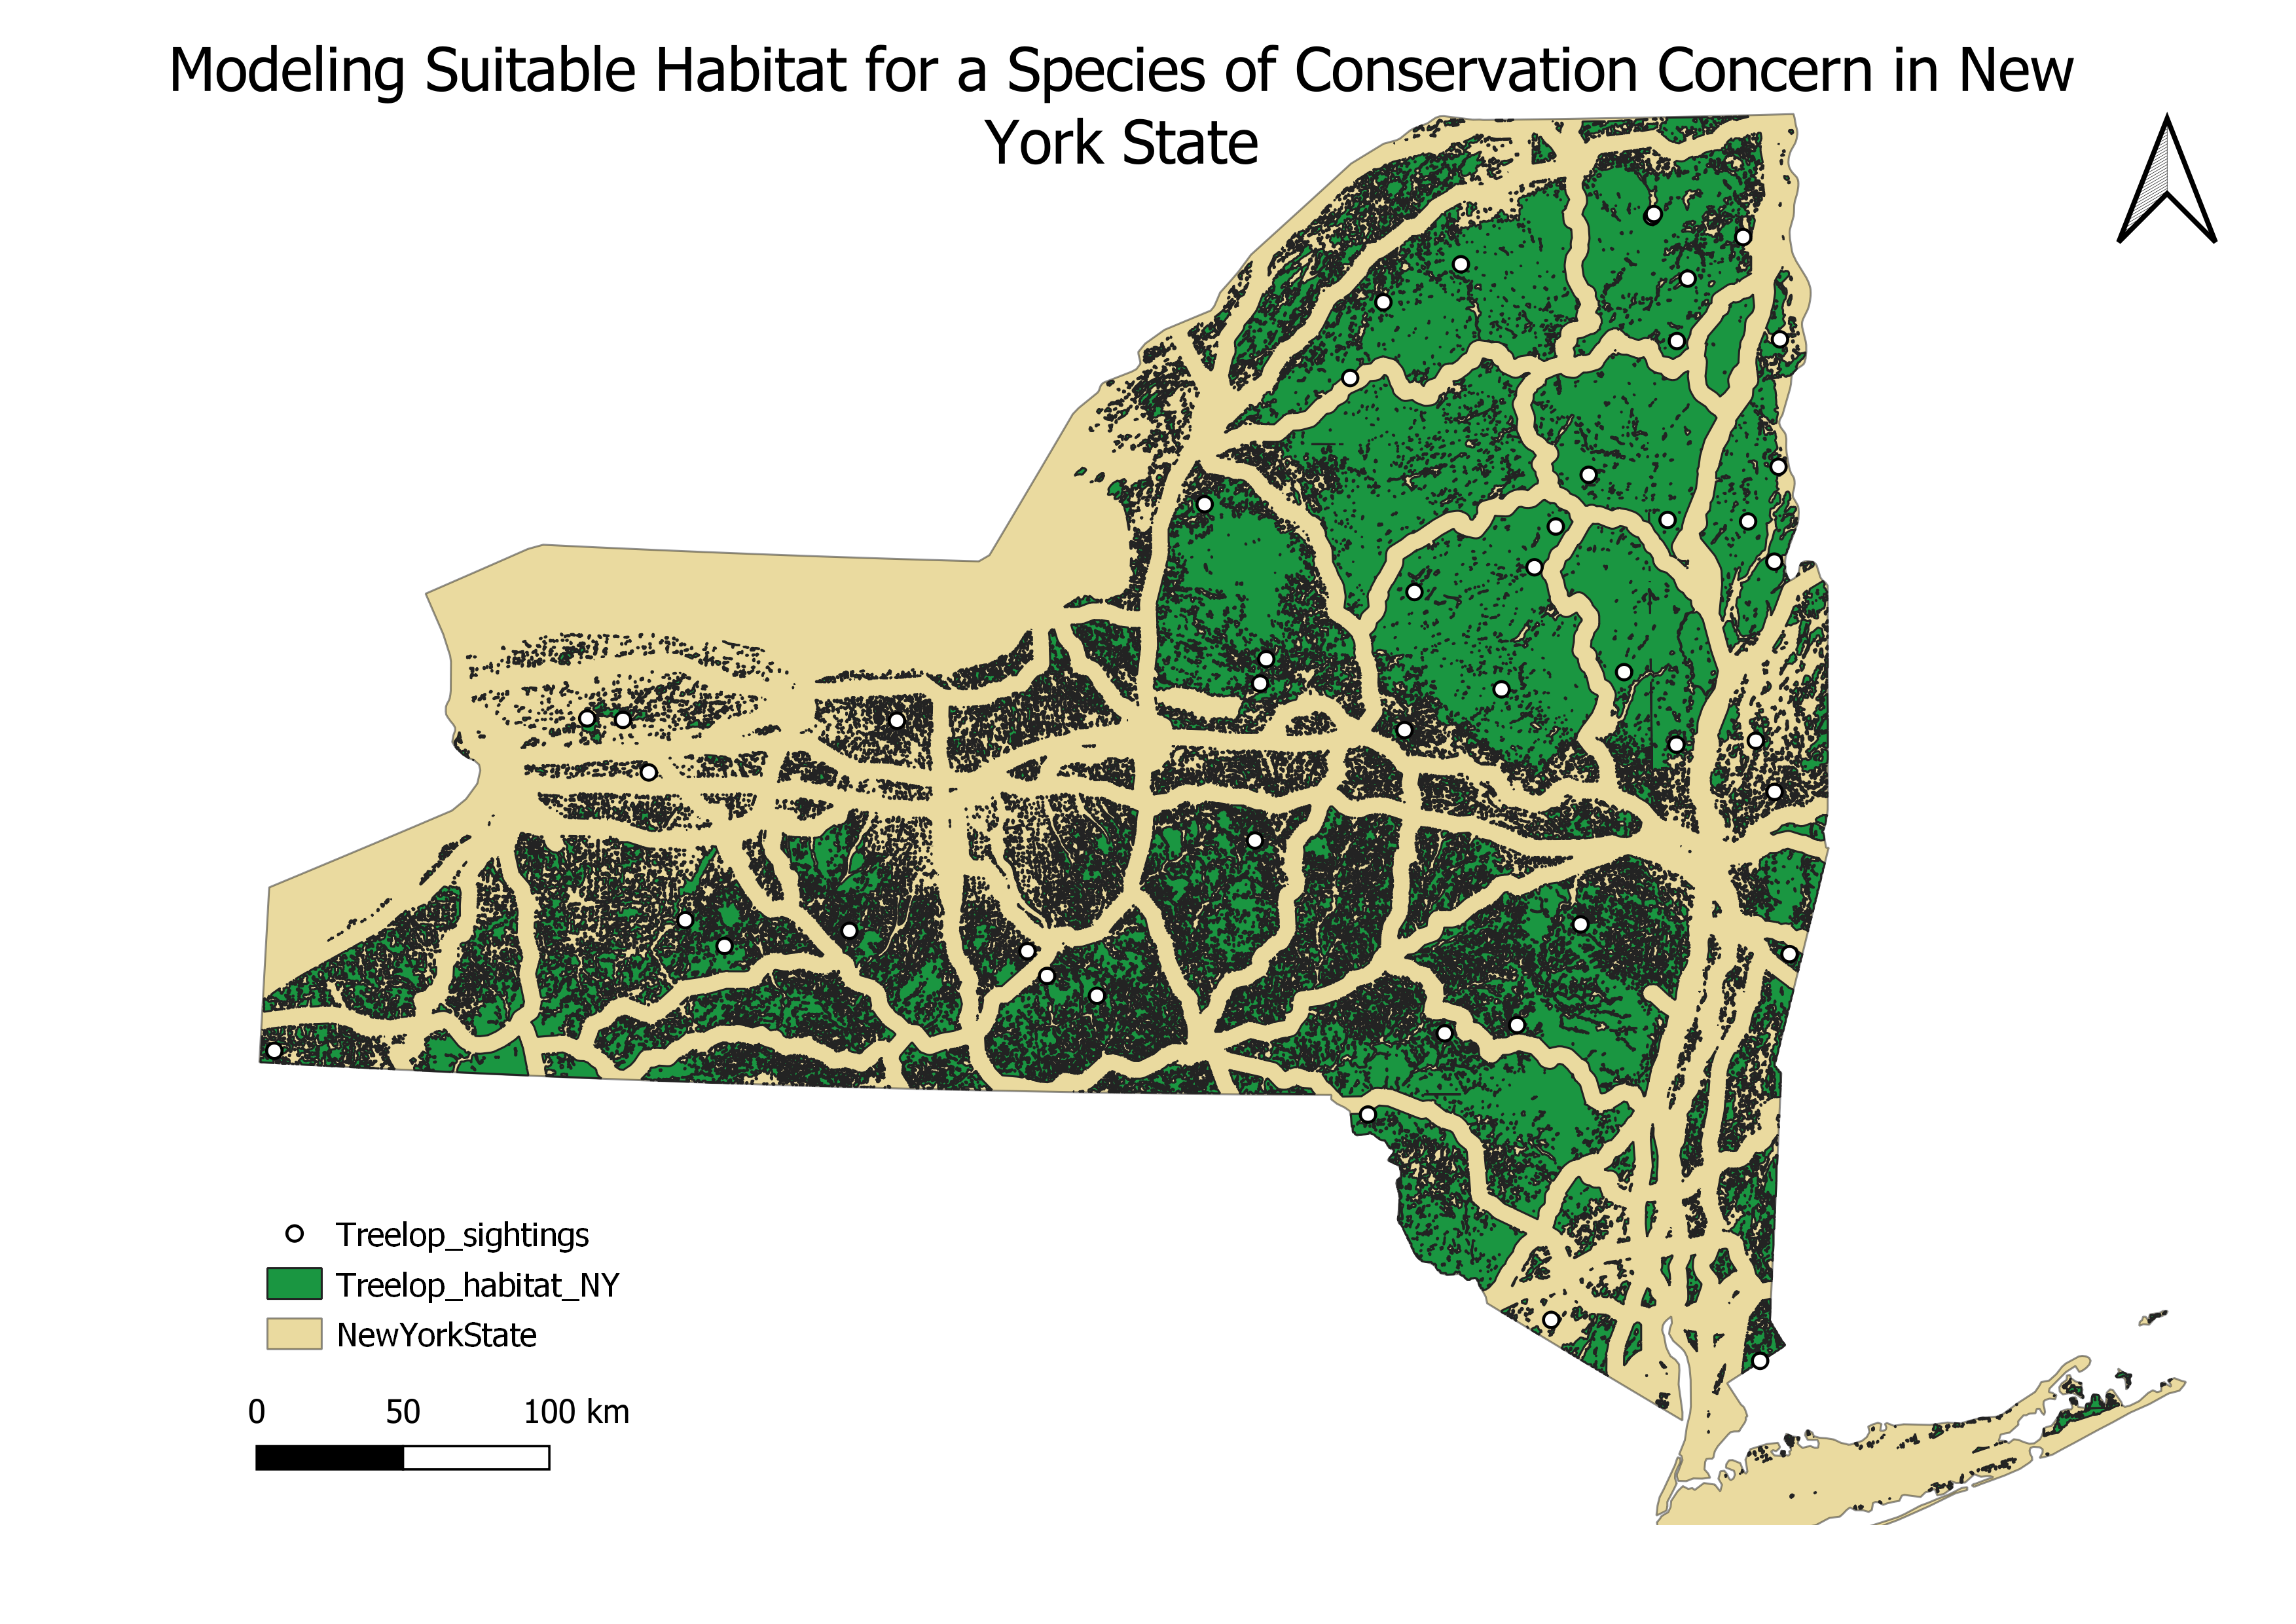 Modeling Suitable Habitat for a Species of Conservation Concern in New
York State
Treelop_sightings
Treelop_habitat_NY
NewYorkState
0 50 100 km